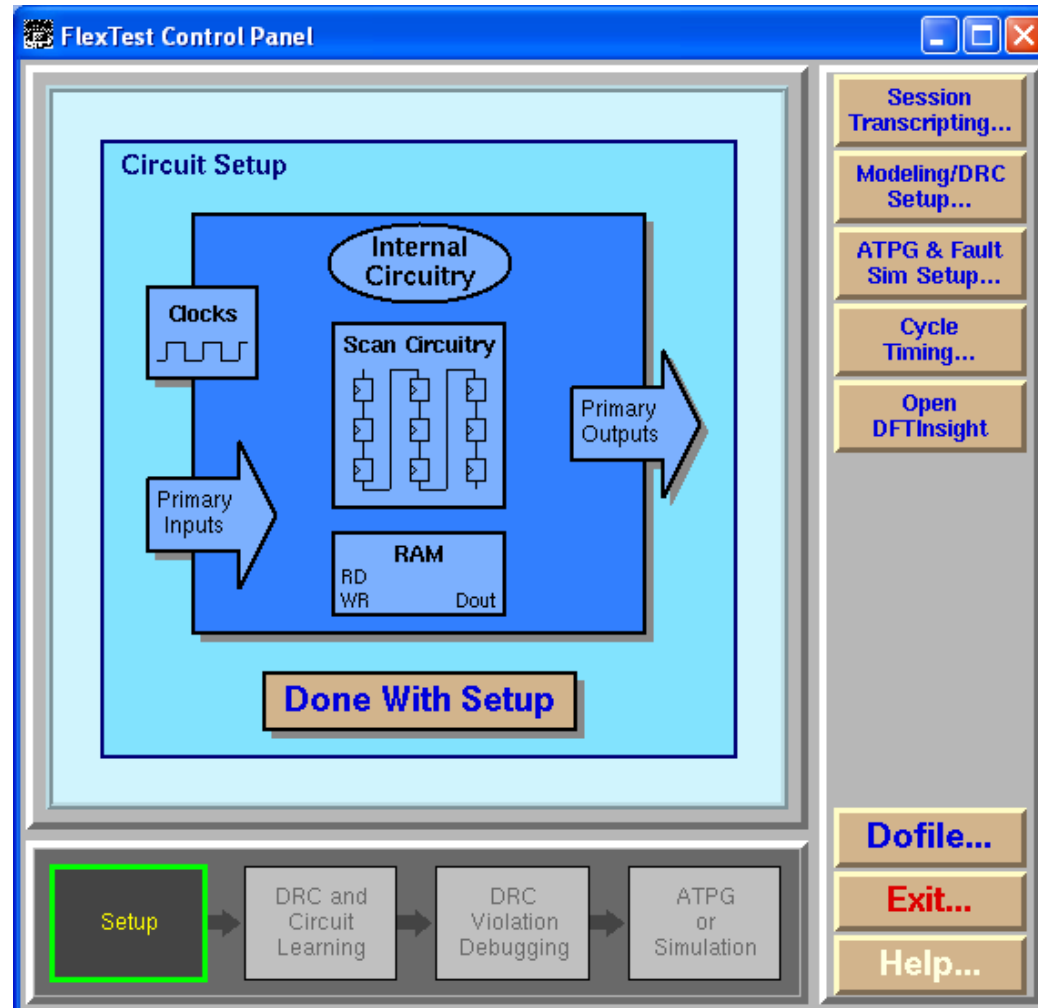 FlexTest Control Panel
Circuit Setup
Internal
Circuitry
Clocks
Scan Circuitry
Primary
Outputs
Primary
Inputs
RAM
RD
WR Dout
Done With Setup
Session
Transcripting...
Modeling/DRC
Setup...
ATPG & Fault
Sim Setup...
Cycle
Timing...
Open
DFTInsight
Dofile...
Exit...
Help...
Setup
DRC and
Circuit
Learning
DRC
Violation
Debugging
ATPG
or
Simulation